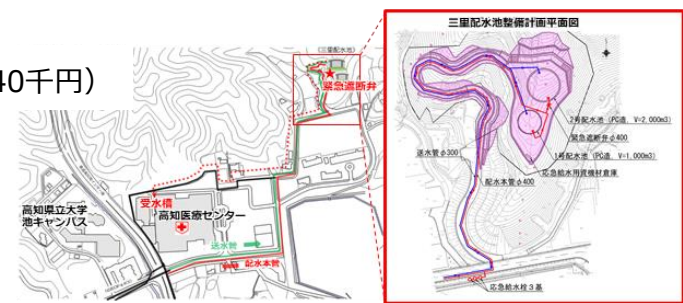 40千円)
(三里配水池)
緊急遮断弁
受水槽
高知県立大学
池キャンパス
高知医療センター
送水管
配水本管
三里配水池整備計画平面図
2号配水池(PC造、V=2,000m3)
緊急遮断弁φ400
1号配水池(PC造、V=1,000m3)
応急給水用資機材倉庫
送水管φ300
配水本管φ400
応急給水栓3基